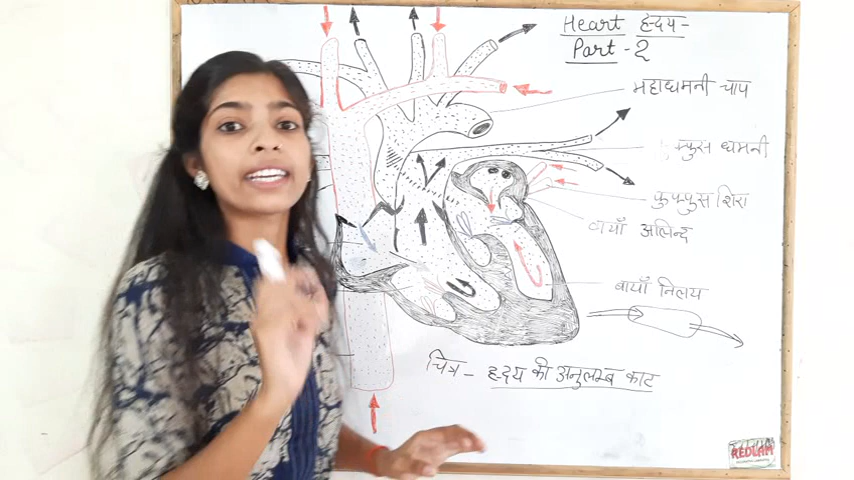 Heart हृदय-
Part-2
महाधमनी चाप
फुफ्फुस धमनी
फुफ्फुस शिरा
बायाँ अलिन्द
बायाँ निलय
चित्र- हृदय की अनुलम्ब काट
REDLAM